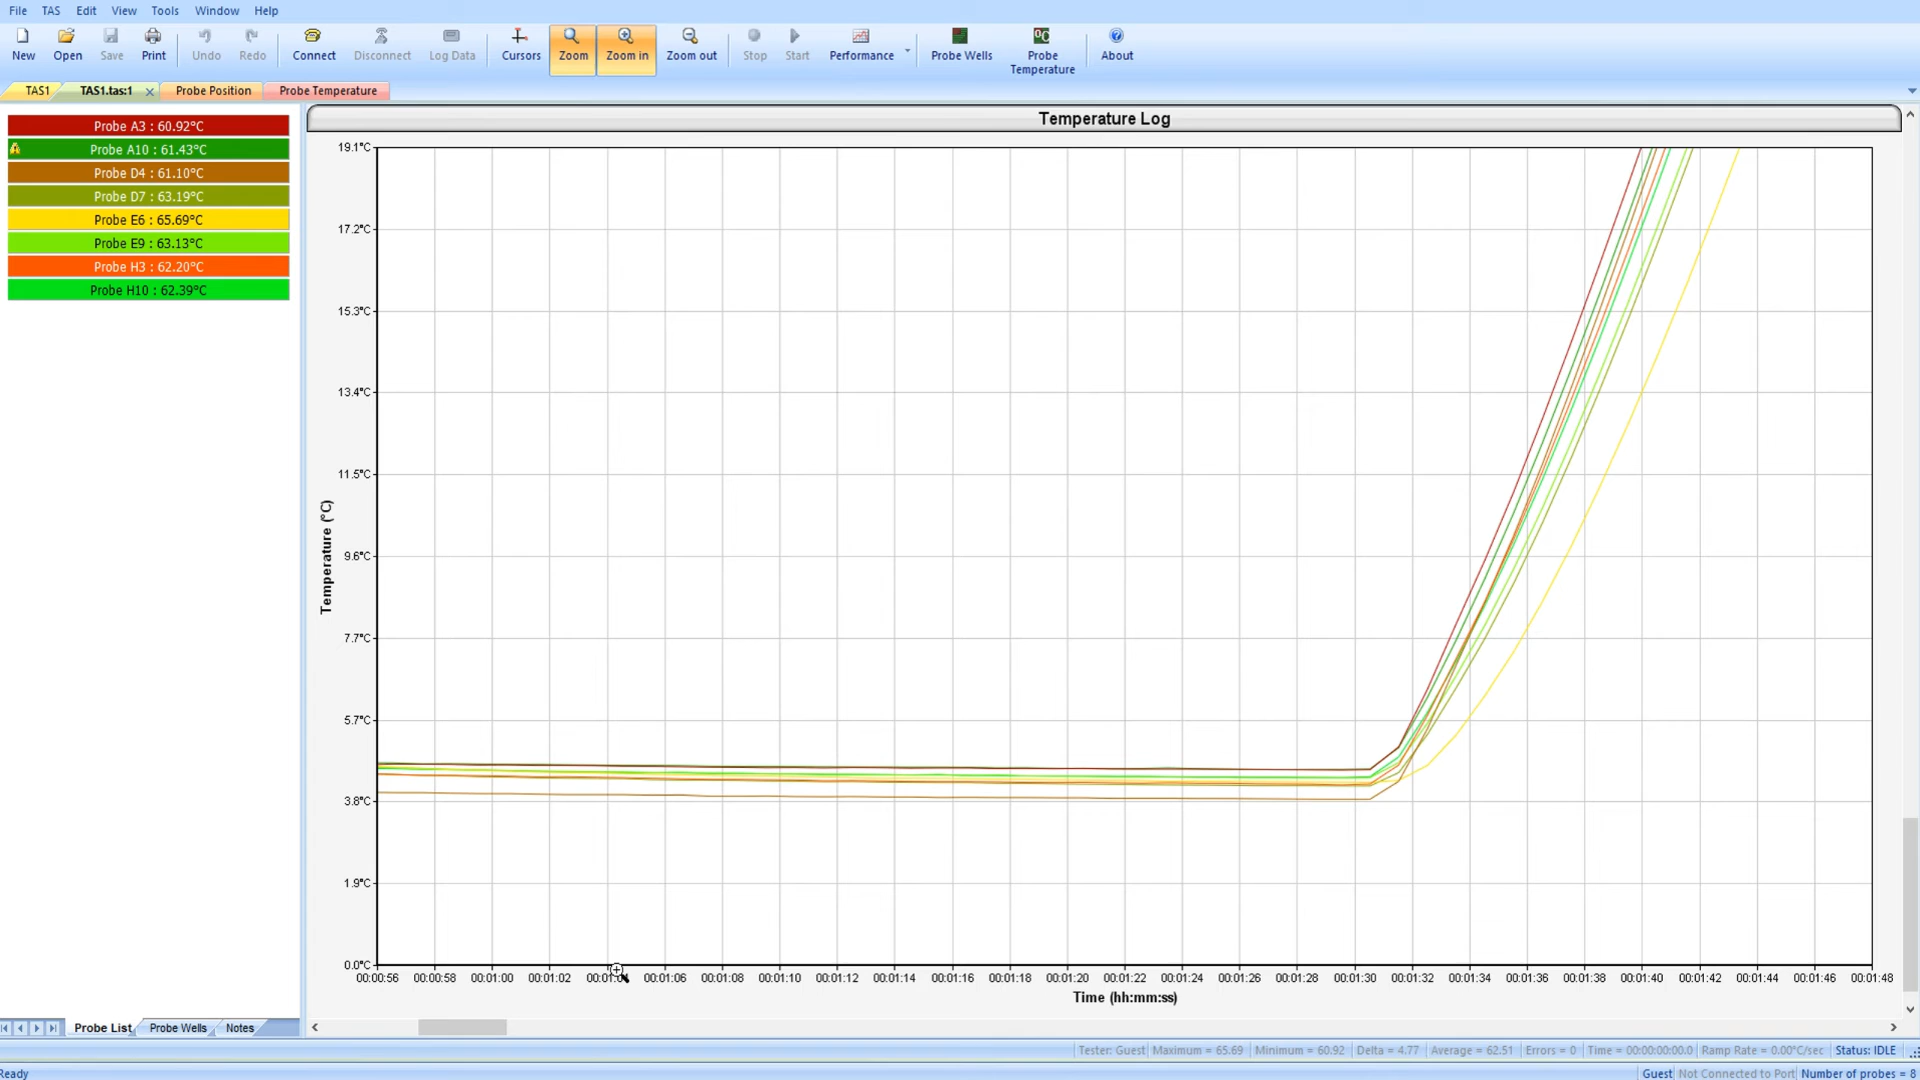 File TAS Edit View Tools Window Help
New Open Save Print Undo Redo Connect Disconnect Log Data Cursors Zoom Zoom in Zoom out Stop Start Performance Probe Wells Probe Temperature About
TAS1 TAS1.tas:1 Probe Position Probe Temperature
Temperature Log
Probe A3 : 60.92°C
Probe A10 : 61.43°C
Probe D4 : 61.10°C
Probe D7 : 63.19°C
Probe E6 : 65.69°C
Probe E9 : 63.13°C
Probe H3 : 62.20°C
Probe H10 : 62.39°C
19.1°C
17.2°C
15.3°C
13.4°C
11.5°C
9.6°C
7.7°C
5.7°C
3.8°C
1.9°C
0.0°C
Temperature (°C)
00:00:56 00:00:58 00:01:00 00:01:02 00:01:04 00:01:06 00:01:08 00:01:10 00:01:12 00:01:14 00:01:16 00:01:18 00:01:20 00:01:22 00:01:24 00:01:26 00:01:28 00:01:30 00:01:32 00:01:34 00:01:36 00:01:38 00:01:40 00:01:42 00:01:44 00:01:46 00:01:48
Time (hh:mm:ss)
Probe List Probe Wells Notes
Tester: Guest Maximum = 65.69 Minimum = 60.92 Delta = 4.77 Average = 62.51 Errors = 0 Time = 00:00:00:00.0 Ramp Rate = 0.00°C/sec Status: IDLE
Ready Guest Not Connected to Port Number of probes = 8